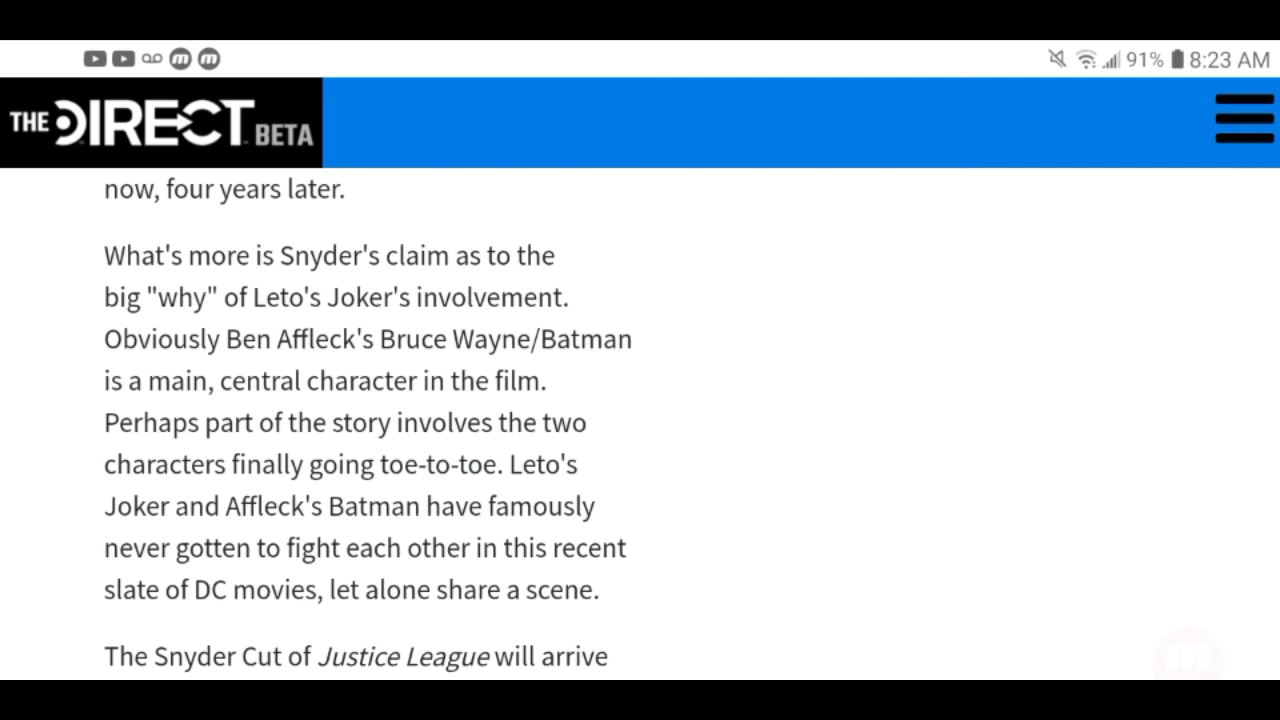 91% 8:23 AM
THE DIRECT BETA
now, four years later.
What's more is Snyder's claim as to the
big "why" of Leto's Joker's involvement.
Obviously Ben Affleck's Bruce Wayne/Batman
is a main, central character in the film.
Perhaps part of the story involves the two
characters finally going toe-to-toe. Leto's
Joker and Affleck's Batman have famously
never gotten to fight each other in this recent
slate of DC movies, let alone share a scene.
The Snyder Cut of Justice League will arrive